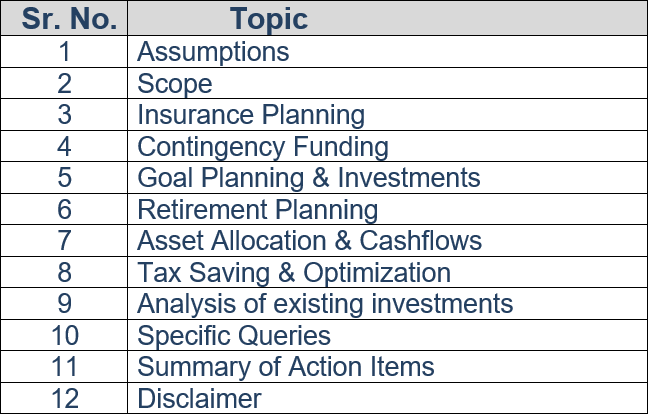 Sr. No. Topic
1 Assumptions
2 Scope
3 Insurance Planning
4 Contingency Funding
5 Goal Planning & Investments
6 Retirement Planning
7 Asset Allocation & Cashflows
8 Tax Saving & Optimization
9 Analysis of existing investments
10 Specific Queries
11 Summary of Action Items
12 Disclaimer